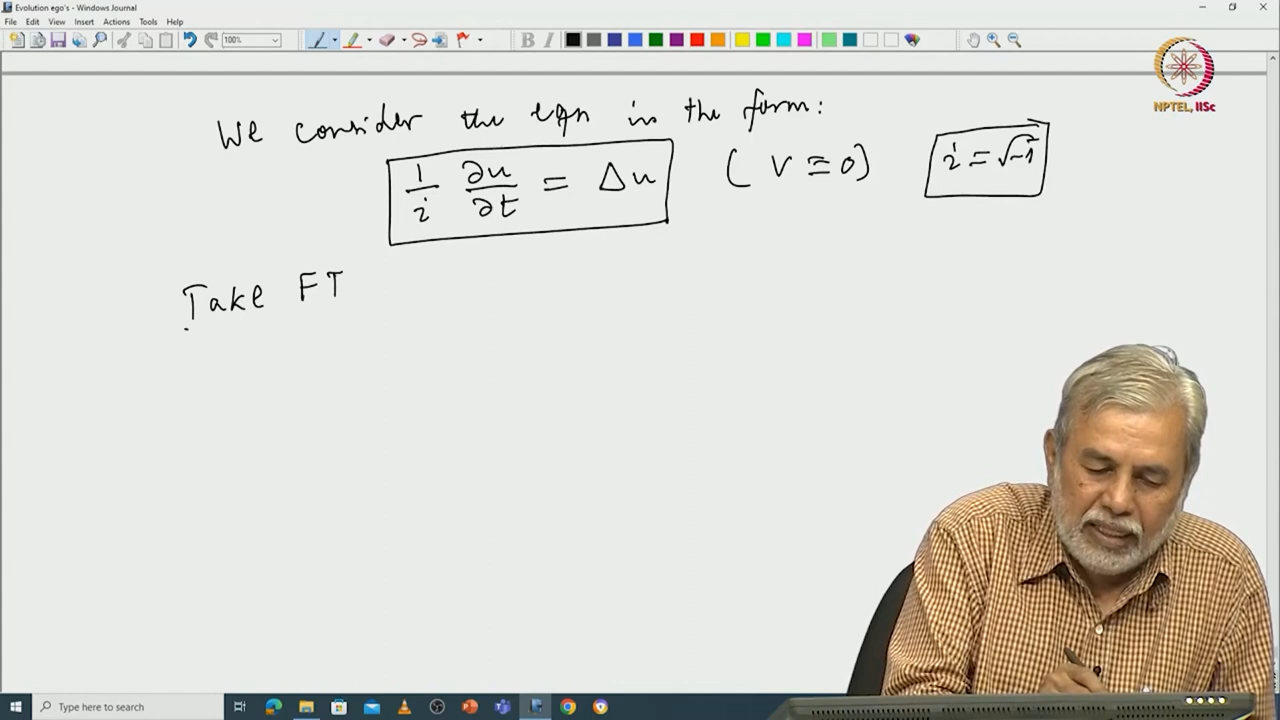 Evolution eqo's - Windows Journal
File Edit View Insert Actions Tools Help
100%
B I
NPTEL, IISc
We consider the eqn in the form:
1/i ∂u/∂t = Δu (V ≡ 0) i = √-1
Take FT
Type here to search